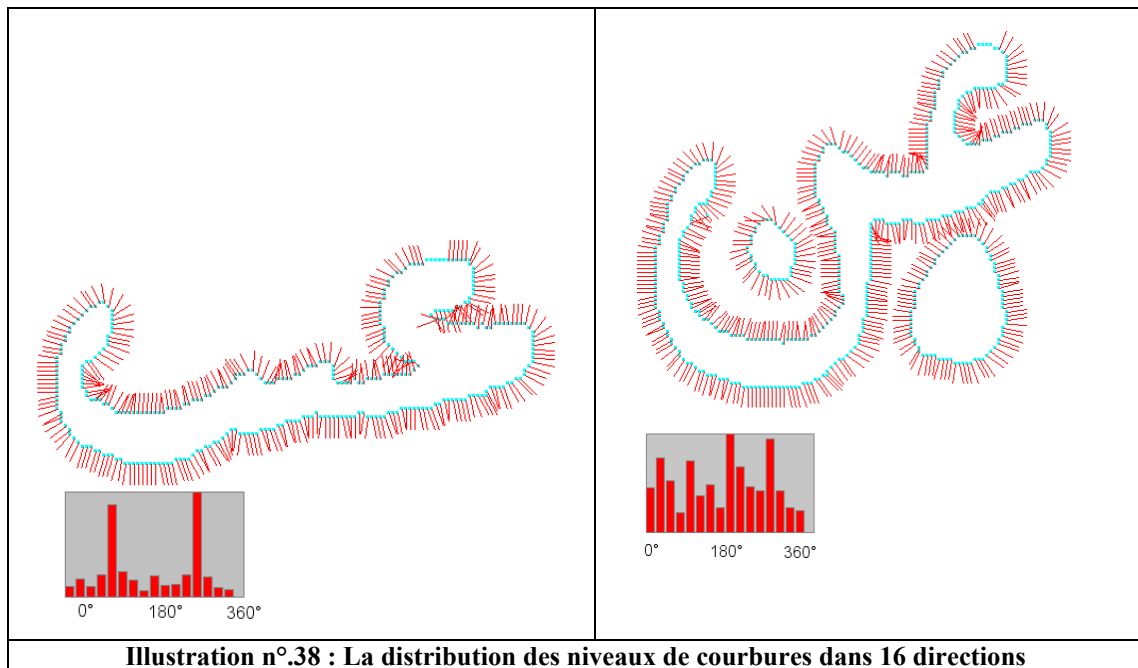 0° 180° 360°
0° 180° 360°
Illustration n°.38 : La distribution des niveaux de courbures dans 16 directions